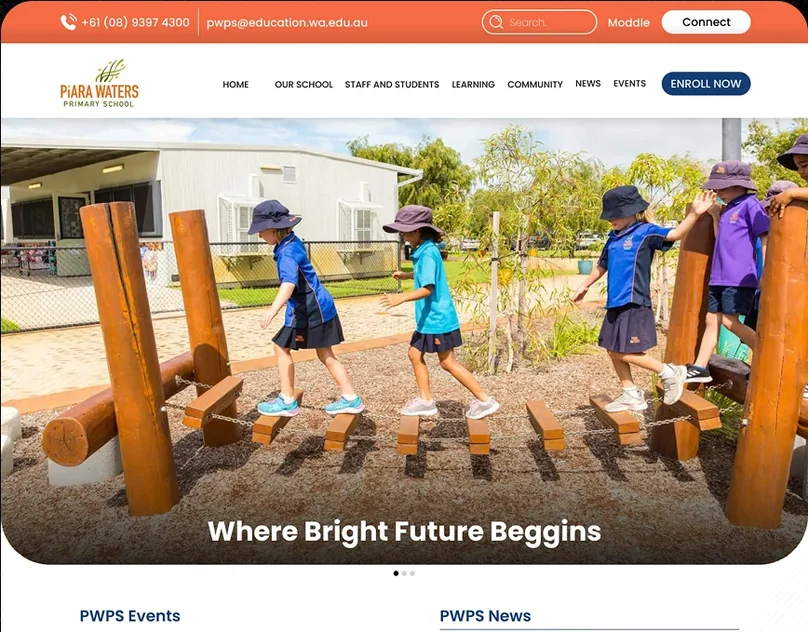 +61 (08) 9397 4300
pwps@education.wa.edu.au
Search..
Moddle
Connect
PiARA WATERS
PRIMARY SCHOOL
HOME
OUR SCHOOL
STAFF AND STUDENTS
LEARNING
COMMUNITY
NEWS
EVENTS
ENROLL NOW
Where Bright Future Beggins
PWPS Events
PWPS News